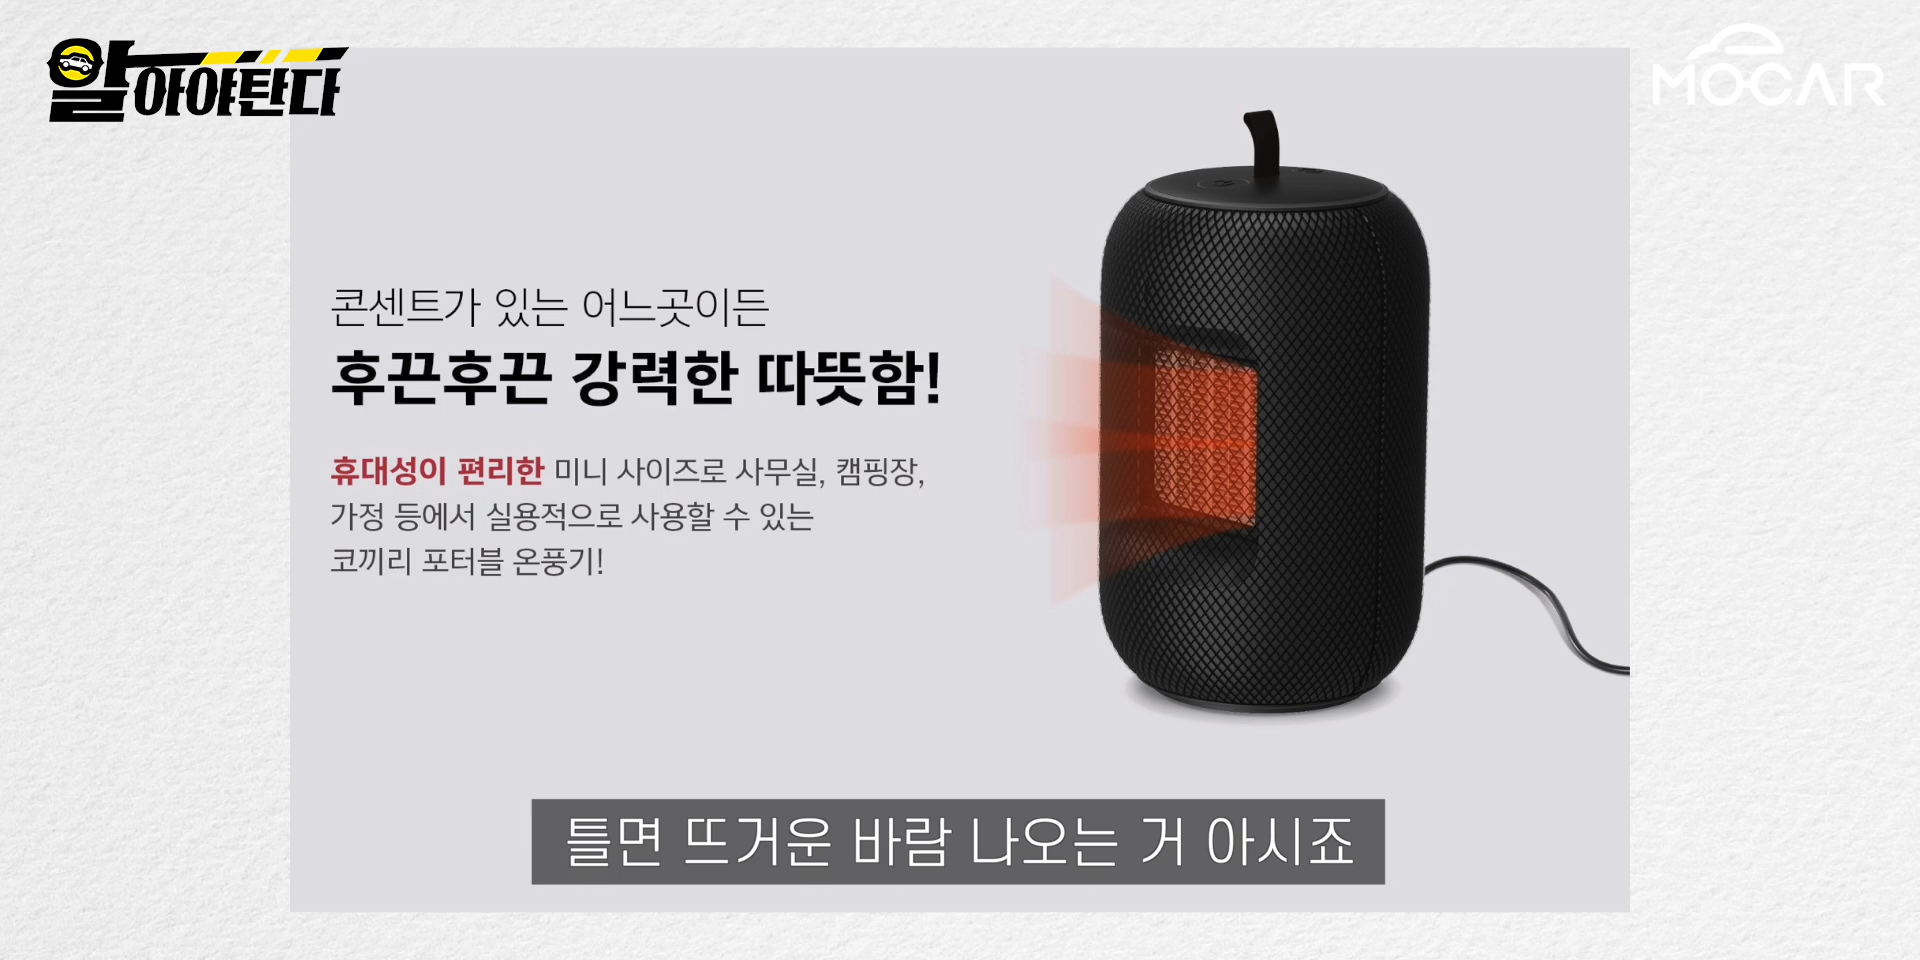 알아야탄다
MOCAR
콘센트가 있는 어느곳이든
후끈후끈 강력한 따뜻함!
휴대성이 편리한 미니 사이즈로 사무실, 캠핑장,
가정 등에서 실용적으로 사용할 수 있는
코끼리 포터블 온풍기!
틀면 뜨거운 바람 나오는 거 아시죠